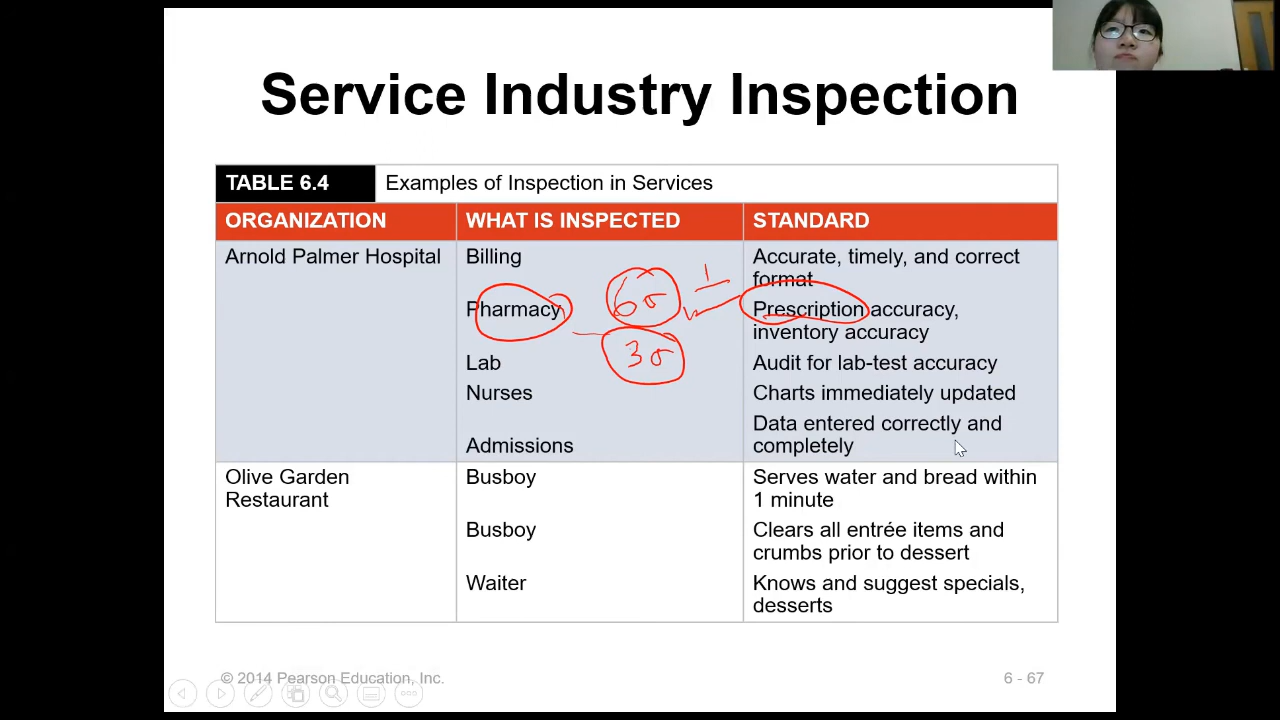 Service Industry Inspection
TABLE 6.4 Examples of Inspection in Services
ORGANIZATION WHAT IS INSPECTED STANDARD
Arnold Palmer Hospital Billing Accurate, timely, and correct
format
Pharmacy 6σ 1 Prescription accuracy,
inventory accuracy
3σ
Lab Audit for lab-test accuracy
Nurses Charts immediately updated
Data entered correctly and
Admissions completely
Olive Garden Busboy Serves water and bread within
Restaurant 1 minute
Busboy Clears all entrée items and
crumbs prior to dessert
Waiter Knows and suggest specials,
desserts
© 2014 Pearson Education, Inc. 6 - 67